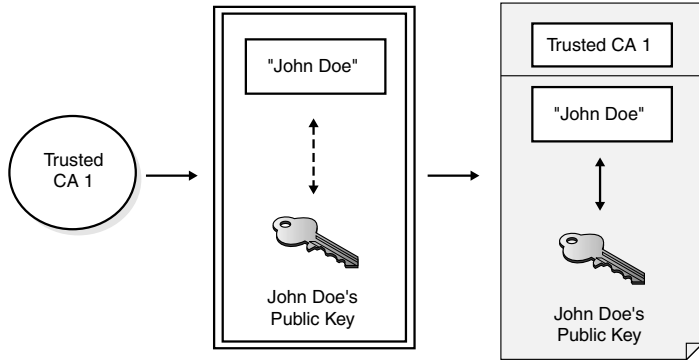 Trusted
CA 1
"John Doe"
John Doe's
Public Key
Trusted CA 1
"John Doe"
John Doe's
Public Key